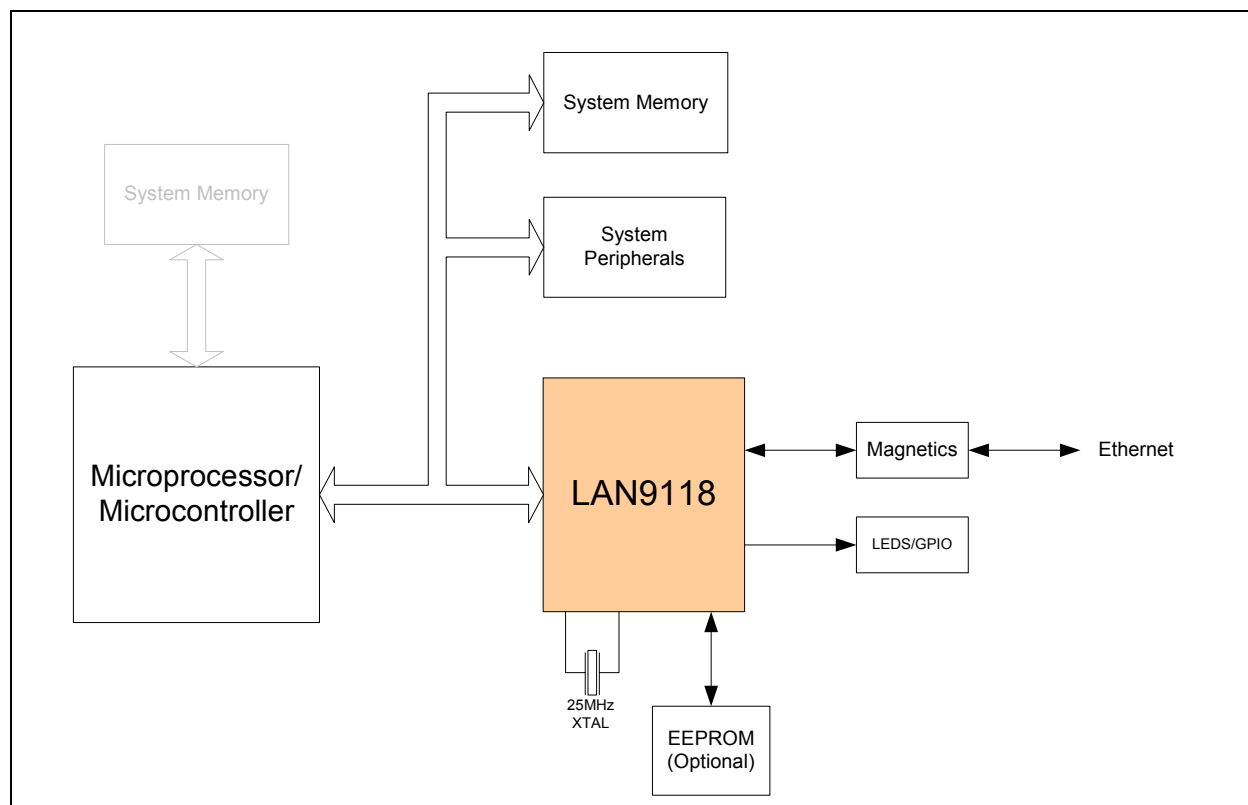 System Memory
System Memory
System
Peripherals
Microprocessor/
Microcontroller
LAN9118
Magnetics
Ethernet
LEDS/GPIO
25MHz
XTAL
EEPROM
(Optional)